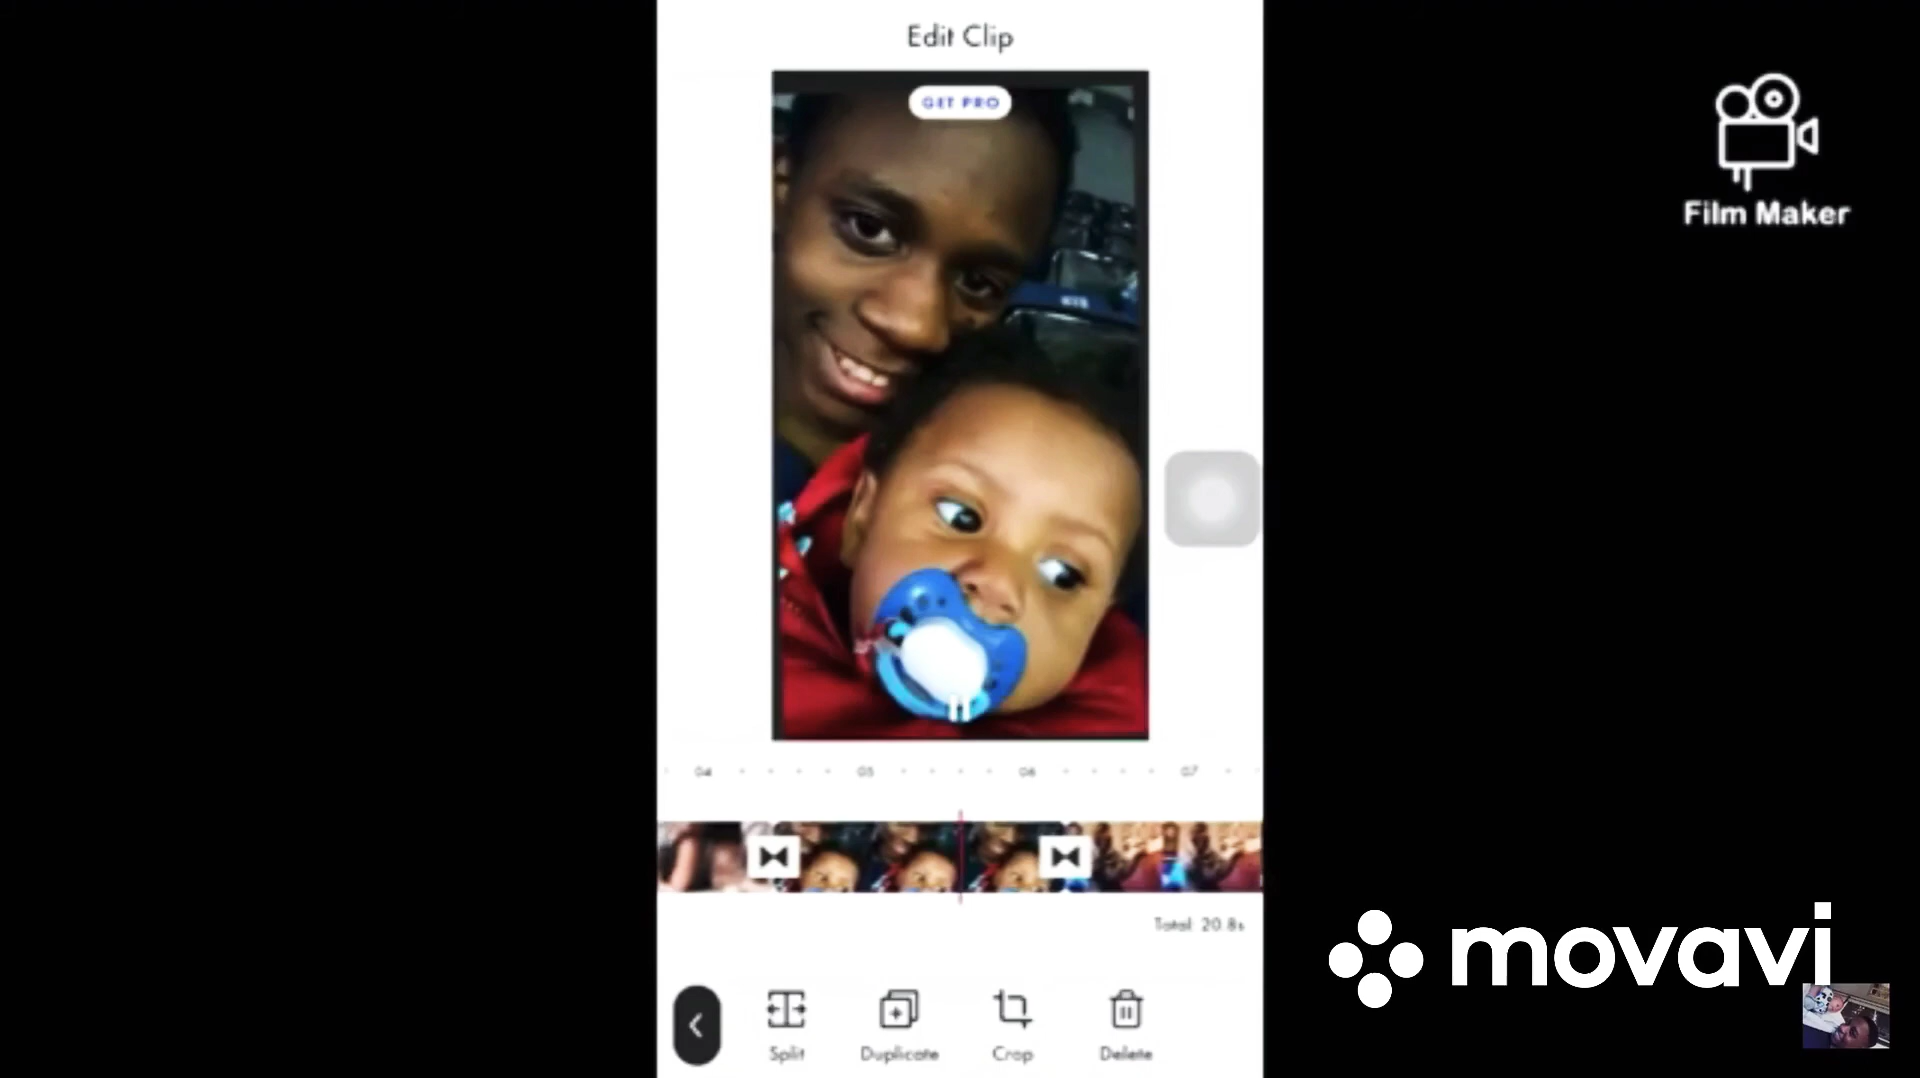 Edit Clip
GET PRO
Film Maker
04
05
06
07
Total: 20.8s
movavi
Split
Duplicate
Crop
Delete